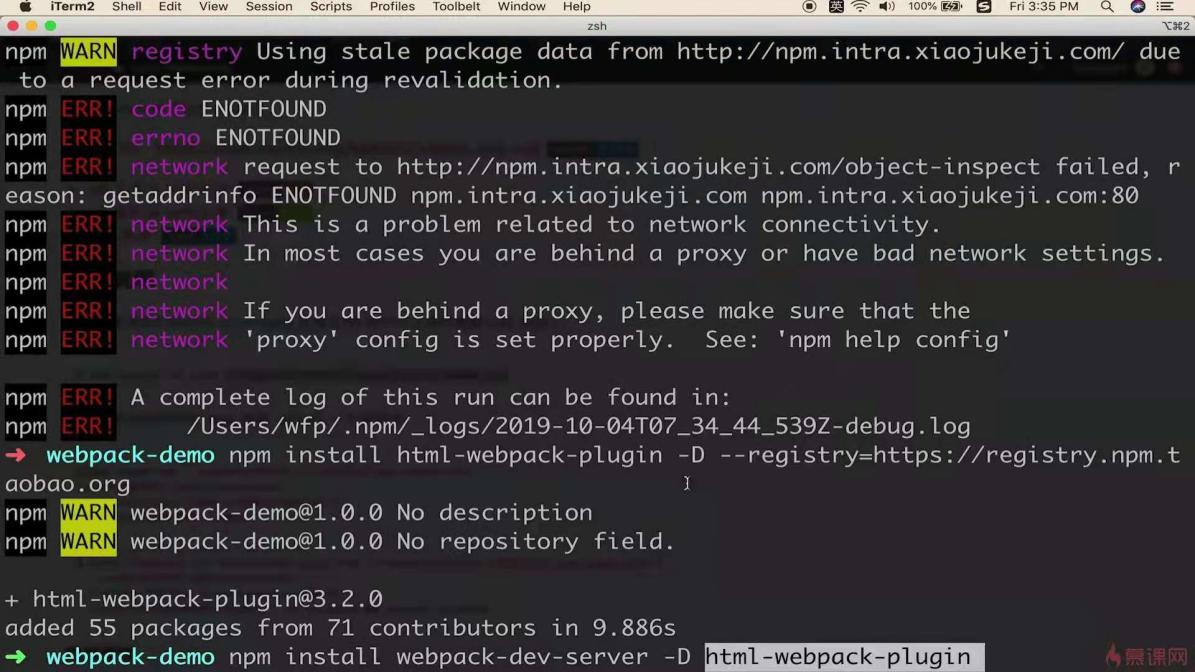 iTerm2 Shell Edit View Session Scripts Profiles Toolbelt Window Help 英 100% S Fri 3:35 PM
zsh ⌥⌘2
npm WARN registry Using stale package data from http://npm.intra.xiaojukeji.com/ due
to a request error during revalidation.
npm ERR! code ENOTFOUND
npm ERR! errno ENOTFOUND
npm ERR! network request to http://npm.intra.xiaojukeji.com/object-inspect failed, r
eason: getaddrinfo ENOTFOUND npm.intra.xiaojukeji.com npm.intra.xiaojukeji.com:80
npm ERR! network This is a problem related to network connectivity.
npm ERR! network In most cases you are behind a proxy or have bad network settings.
npm ERR! network
npm ERR! network If you are behind a proxy, please make sure that the
npm ERR! network 'proxy' config is set properly.  See: 'npm help config'
npm ERR! A complete log of this run can be found in:
npm ERR!     /Users/wfp/.npm/_logs/2019-10-04T07_34_44_539Z-debug.log
➜  webpack-demo npm install html-webpack-plugin -D --registry=https://registry.npm.t
aobao.org
npm WARN webpack-demo@1.0.0 No description
npm WARN webpack-demo@1.0.0 No repository field.
+ html-webpack-plugin@3.2.0
added 55 packages from 71 contributors in 9.886s
➜  webpack-demo npm install webpack-dev-server -D html-webpack-plugin
慕课网